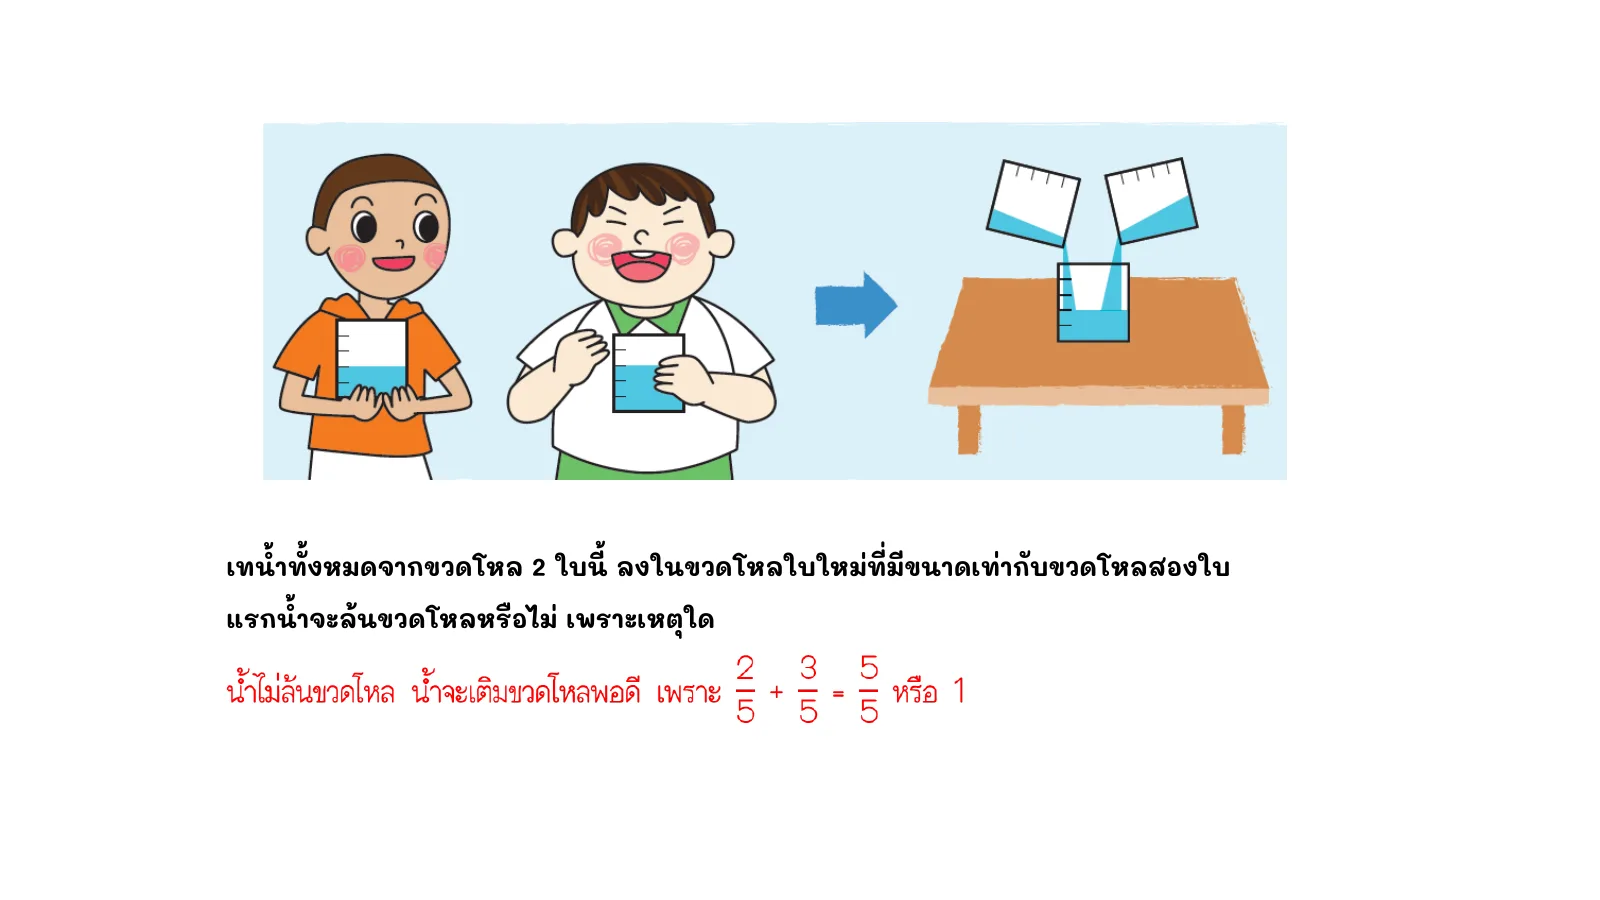 เทน้ำทั้งหมดจากขวดโหล 2 ใบนี้ ลงในขวดโหลใบใหม่ที่มีขนาดเท่ากับขวดโหลสองใบ
แรกน้ำจะล้นขวดโหลหรือไม่ เพราะเหตุใด
น้ำไม่ล้นขวดโหล น้ำจะเติมขวดโหลพอดี เพราะ 2/5 + 3/5 = 5/5 หรือ 1